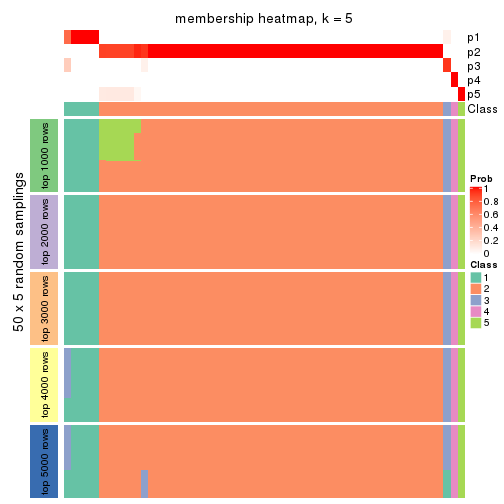 membership heatmap, k = 5
p1
p2
p3
p4
p5
Class
50 x 5 random samplings
top 1000 rows
top 2000 rows
top 3000 rows
top 4000 rows
top 5000 rows
Prob
1
0.8
0.6
0.4
0.2
0
Class
1
2
3
4
5